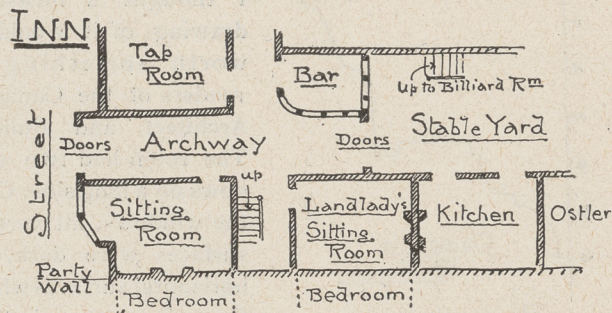 INN
Tap
Room
Bar
Up to Billiard Rm
Doors
Archway
Doors
Stable Yard
Street
up
Sitting
Room
Landlady's
Sitting
Room
Kitchen
Ostler
Party
Wall
Bedroom
Bedroom